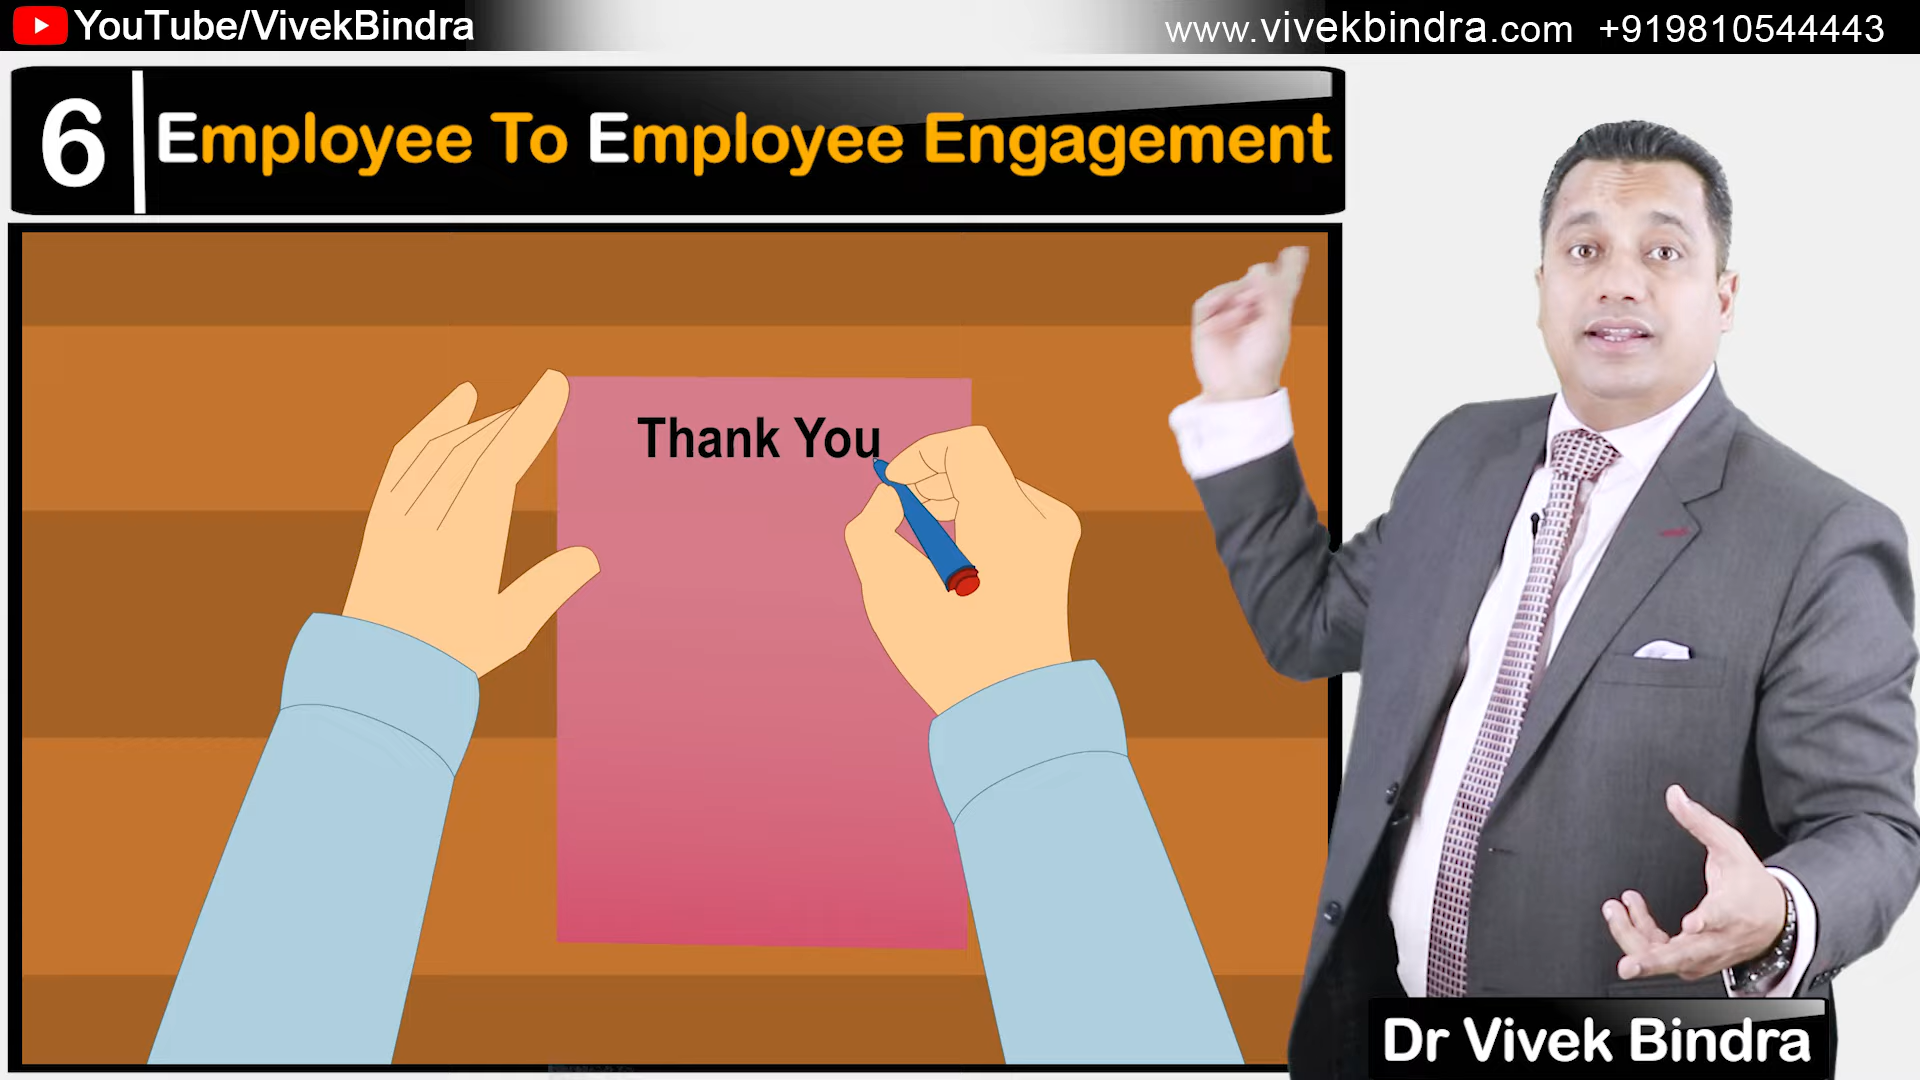 YouTube/VivekBindra
www.vivekbindra.com +919810544443
6 Employee To Employee Engagement
Thank You
Dr Vivek Bindra